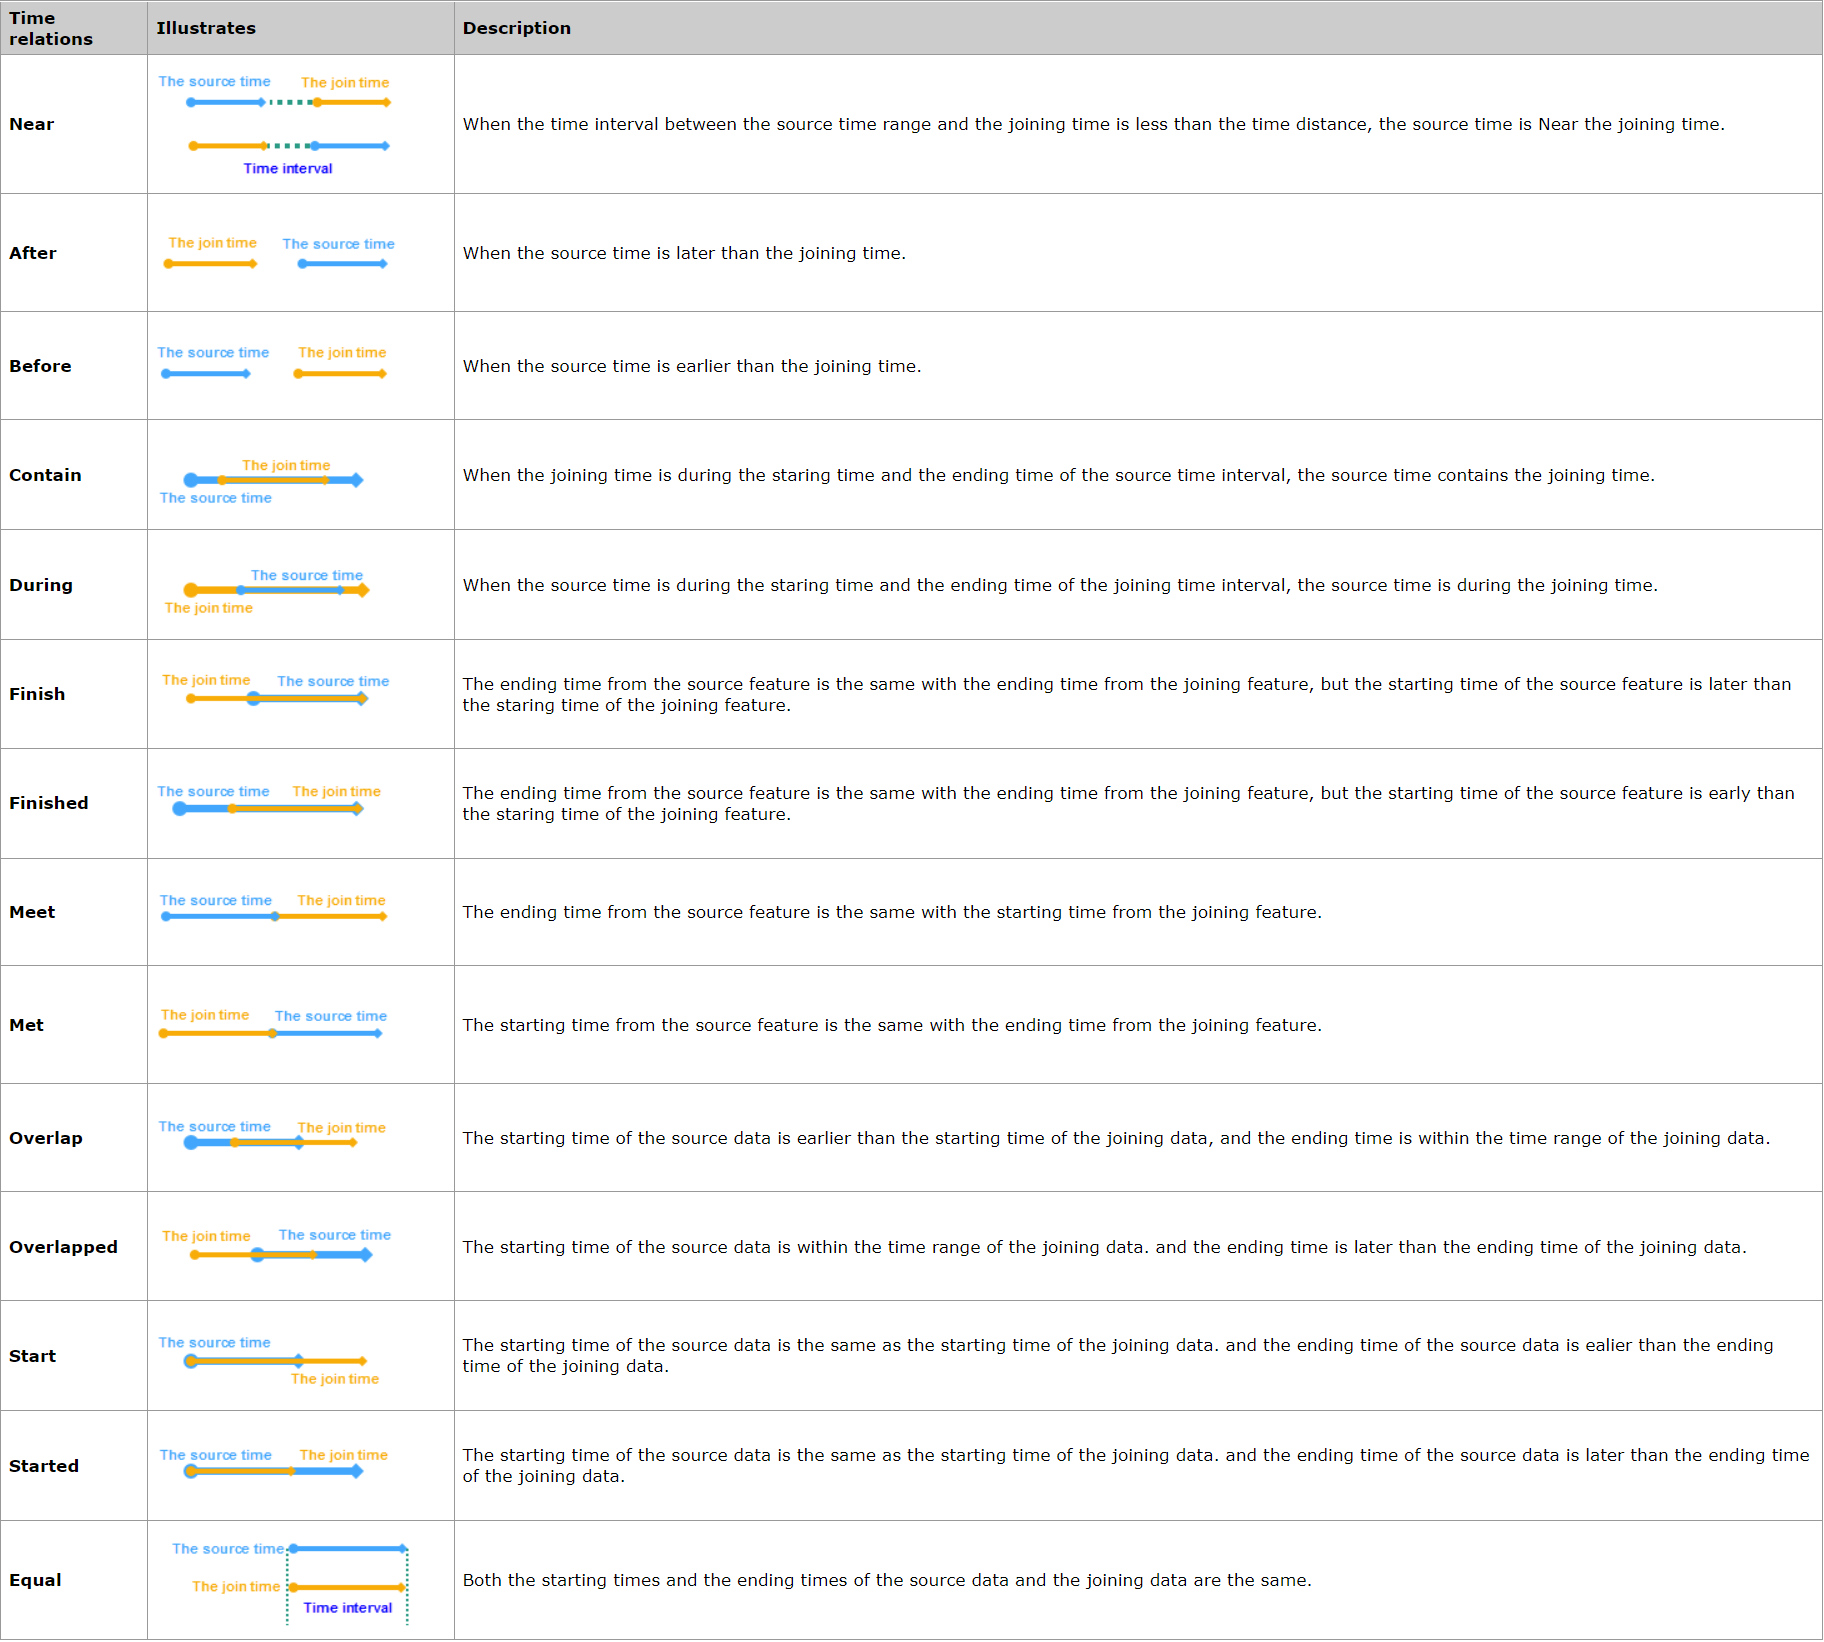 Time
relations
Illustrates
Description
Near
The source time
The join time
Time interval
When the time interval between the source time range and the joining time is less than the time distance, the source time is Near the joining time.
After
The join time
The source time
When the source time is later than the joining time.
Before
The source time
The join time
When the source time is earlier than the joining time.
Contain
The join time
The source time
When the joining time is during the staring time and the ending time of the source time interval, the source time contains the joining time.
During
The source time
The join time
When the source time is during the staring time and the ending time of the joining time interval, the source time is during the joining time.
Finish
The join time
The source time
The ending time from the source feature is the same with the ending time from the joining feature, but the starting time of the source feature is later than
the staring time of the joining feature.
Finished
The source time
The join time
The ending time from the source feature is the same with the ending time from the joining feature, but the starting time of the source feature is early than
the staring time of the joining feature.
Meet
The source time
The join time
The ending time from the source feature is the same with the starting time from the joining feature.
Met
The join time
The source time
The starting time from the source feature is the same with the ending time from the joining feature.
Overlap
The source time
The join time
The starting time of the source data is earlier than the starting time of the joining data, and the ending time is within the time range of the joining data.
Overlapped
The join time
The source time
The starting time of the source data is within the time range of the joining data. and the ending time is later than the ending time of the joining data.
Start
The source time
The join time
The starting time of the source data is the same as the starting time of the joining data. and the ending time of the source data is ealier than the ending
time of the joining data.
Started
The source time
The join time
The starting time of the source data is the same as the starting time of the joining data. and the ending time of the source data is later than the ending time
of the joining data.
Equal
The source time
The join time
Time interval
Both the starting times and the ending times of the source data and the joining data are the same.